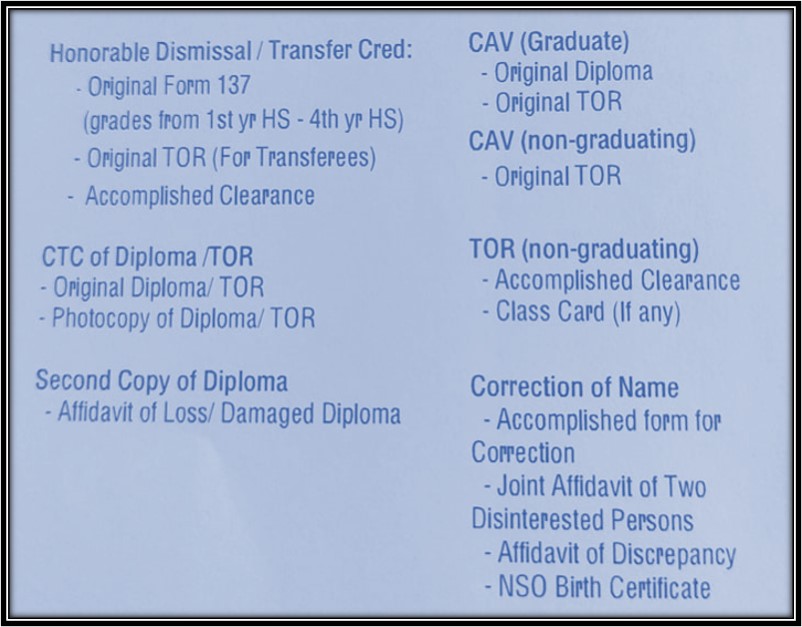 Honorable Dismissal / Transfer Cred:
- Original Form 137
(grades from 1st yr HS - 4th yr HS)
- Original TOR (For Transferees)
- Accomplished Clearance
CTC of Diploma /TOR
- Original Diploma/ TOR
- Photocopy of Diploma/ TOR
Second Copy of Diploma
- Affidavit of Loss/ Damaged Diploma
CAV (Graduate)
- Original Diploma
- Original TOR
CAV (non-graduating)
- Original TOR
TOR (non-graduating)
- Accomplished Clearance
- Class Card (If any)
Correction of Name
- Accomplished form for
Correction
- Joint Affidavit of Two
Disinterested Persons
- Affidavit of Discrepancy
- NSO Birth Certificate